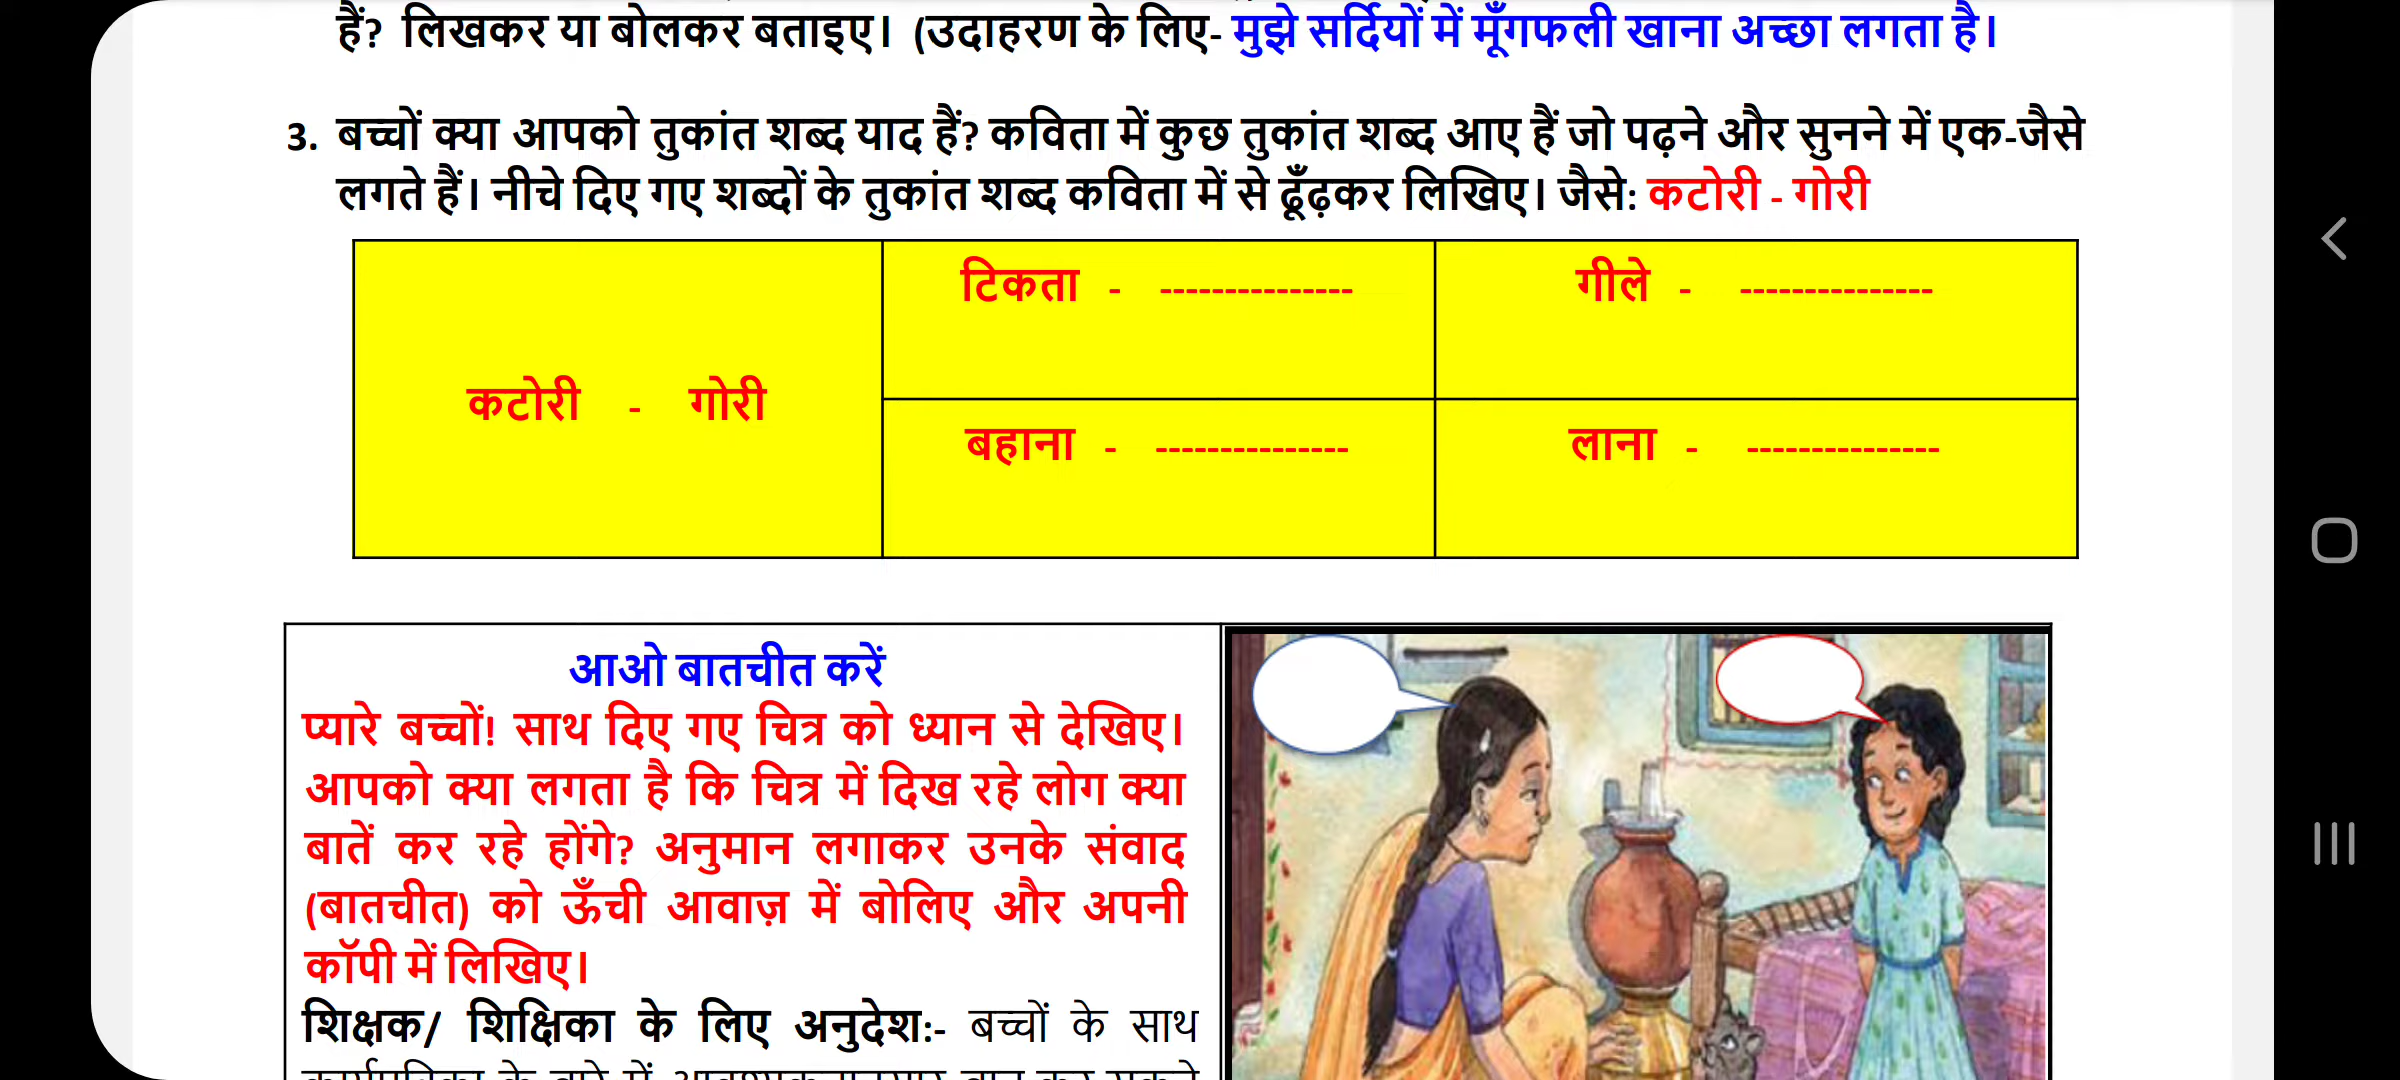 हैं? लिखकर या बोलकर बताइए। (उदाहरण के लिए- मुझे सर्दियों में मूँगफली खाना अच्छा लगता है।
3. बच्चों क्या आपको तुकांत शब्द याद हैं? कविता में कुछ तुकांत शब्द आए हैं जो पढ़ने और सुनने में एक-जैसे
लगते हैं। नीचे दिए गए शब्दों के तुकांत शब्द कविता में से ढूँढ़कर लिखिए। जैसे: कटोरी - गोरी
टिकता - ---------------
गीले - ---------------
कटोरी - गोरी
बहाना - ---------------
लाना - ---------------
आओ बातचीत करें
प्यारे बच्चों! साथ दिए गए चित्र को ध्यान से देखिए।
आपको क्या लगता है कि चित्र में दिख रहे लोग क्या
बातें कर रहे होंगे? अनुमान लगाकर उनके संवाद
(बातचीत) को ऊँची आवाज़ में बोलिए और अपनी
कॉपी में लिखिए।
शिक्षक/ शिक्षिका के लिए अनुदेश:- बच्चों के साथ